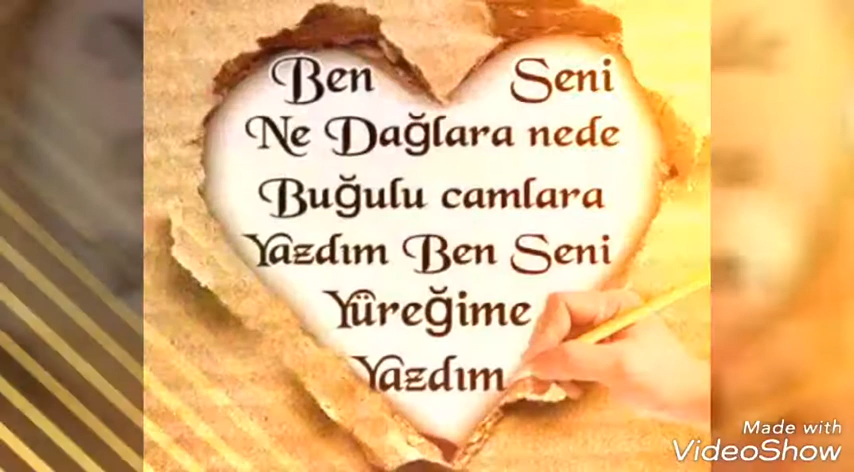 Ben Seni
Ne Dağlara nede
Buğulu camlara
Yazdım Ben Seni
Yüreğime
Yazdım
Made with
VideoShow